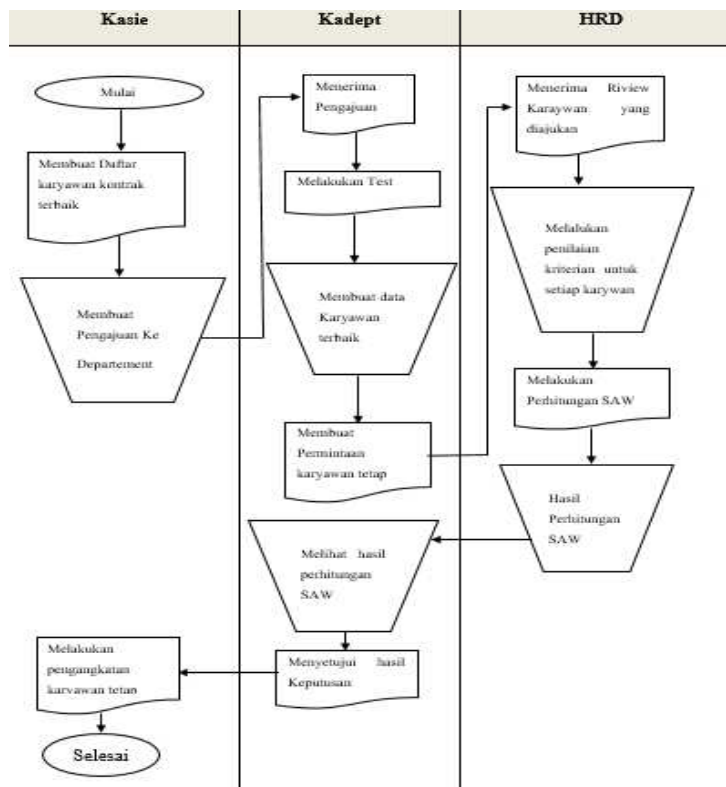 Kasie
Kadept
HRD
Mulai
Membuat Daftar
karyawan kontrak
terbaik
Membuat
Pengajuan Ke
Departement
Menerima
Pengajuan
Melakukan Test
Membuat data
Karyawan
terbaik
Membuat
Permintaan
karyawan tetap
Menerima Riview
Karaywan yang
diajukan
Melalukan
penilaian
kriterian untuk
setiap karywan
Melakukan
Perhitungan SAW
Hasil
Perhitungan
SAW
Melihat hasil
perhitungan
SAW
Menyetujui hasil
Keputusan
Melakukan
pengangkatan
karyawan tetap
Selesai